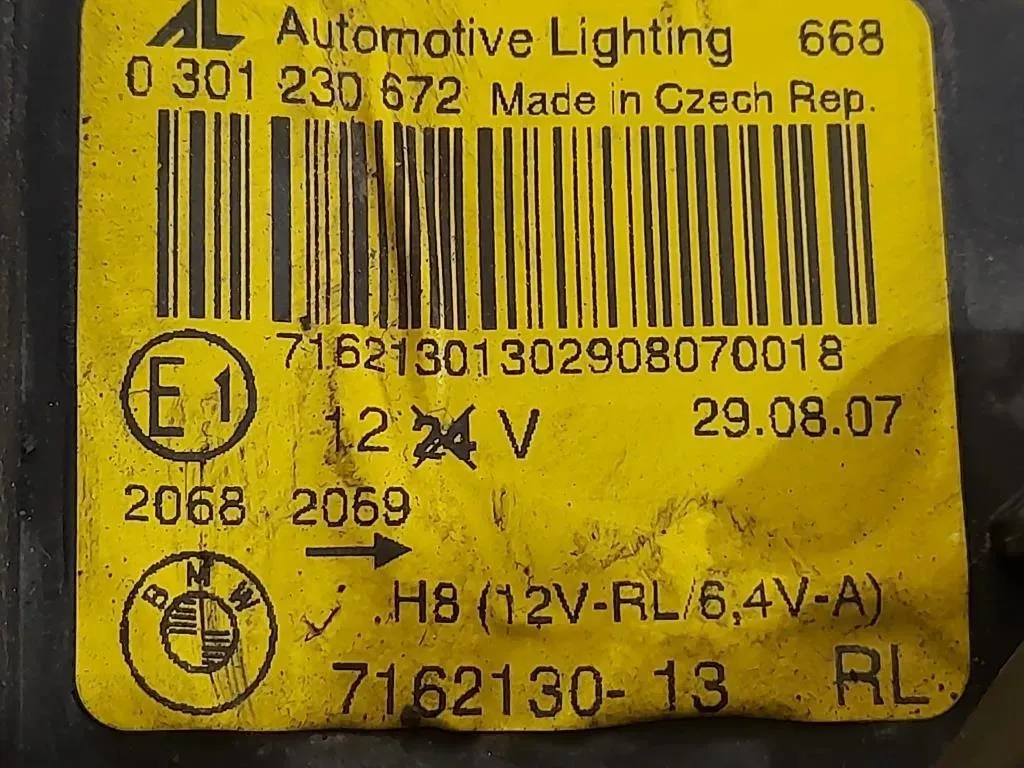 AL Automotive Lighting 668
0 301 230 672 Made in Czech Rep.
71621301302908070018
E1
12 24 V 29.08.07
2068 2069
BMW
H8 (12V-RL/6,4V-A)
7162130-13 RL